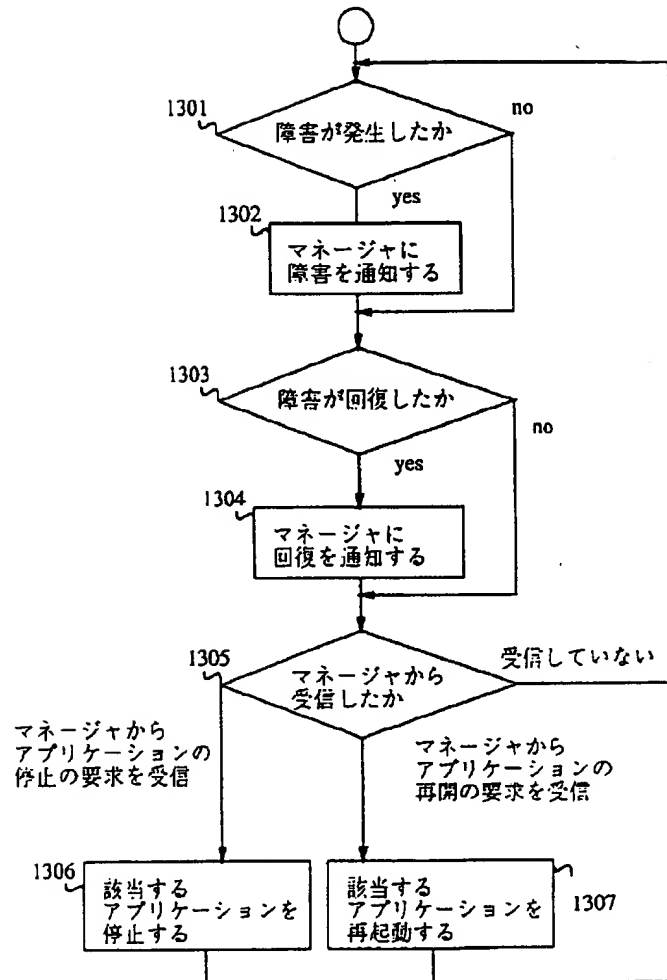 1301
障害が発生したか
no
yes
1302
マネージャに
障害を通知する
1303
障害が回復したか
no
yes
1304
マネージャに
回復を通知する
1305
マネージャから
受信したか
受信していない
マネージャから
アプリケーションの
停止の要求を受信
マネージャから
アプリケーションの
再開の要求を受信
1306
該当する
アプリケーションを
停止する
該当する
アプリケーションを
再起動する
1307